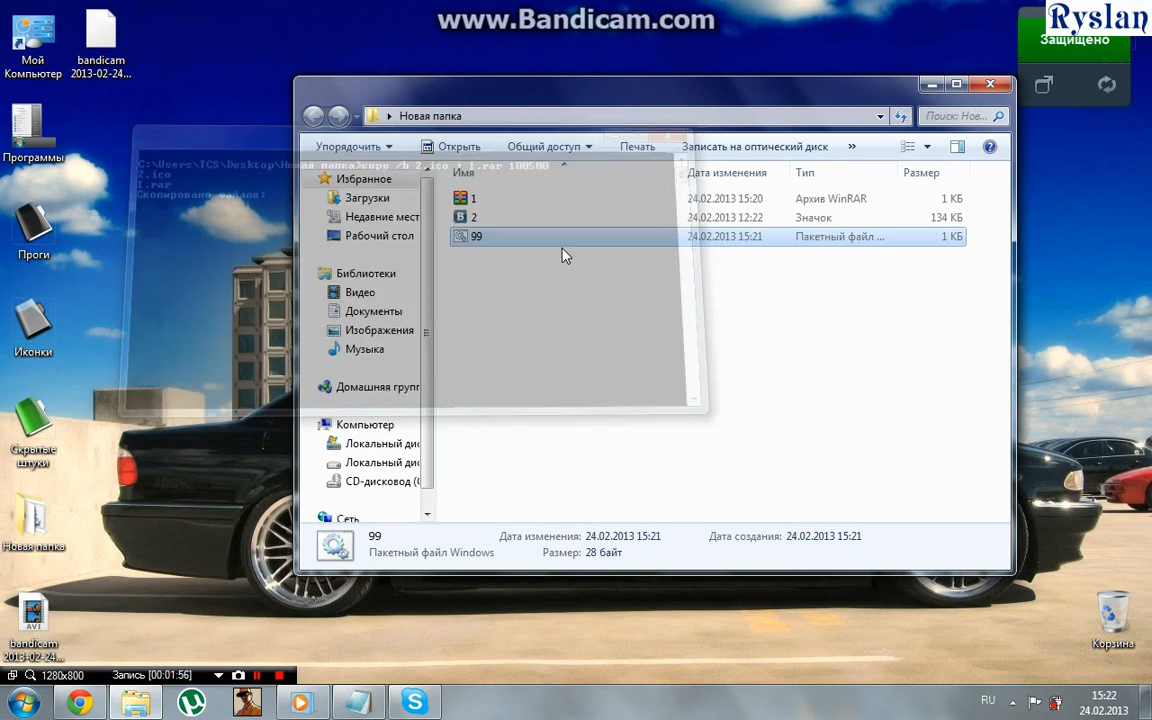 www.Bandicam.com
Ryslan
Защищено
Мой
Компьютер
bandicam
2013-02-24...
Программы
Проги
Иконки
Скрытые
штуки
Новая папка
bandicam
2013-02-24...
Корзина
Новая папка
Поиск: Нов...
Упорядочить
Открыть
Общий доступ
Печать
Записать на оптический диск
»
C:\Users\TCS\Desktop\Новая папка>copy /b 2.ico + 1.rar 100500
2.ico
1.rar
Скопировано файлов:
Избранное
Загрузки
Недавние мест
Рабочий стол
Библиотеки
Видео
Документы
Изображения
Музыка
Домашняя групп
Компьютер
Локальный дис
Локальный дис
CD-дисковод (
Сеть
Имя
Дата изменения
Тип
Размер
1
24.02.2013 15:20
Архив WinRAR
1 КБ
2
24.02.2013 12:22
Значок
134 КБ
99
24.02.2013 15:21
Пакетный файл ...
1 КБ
99
Дата изменения: 24.02.2013 15:21
Дата создания: 24.02.2013 15:21
Пакетный файл Windows
Размер: 28 байт
1280x800
Запись [00:01:56]
RU
15:22
24.02.2013